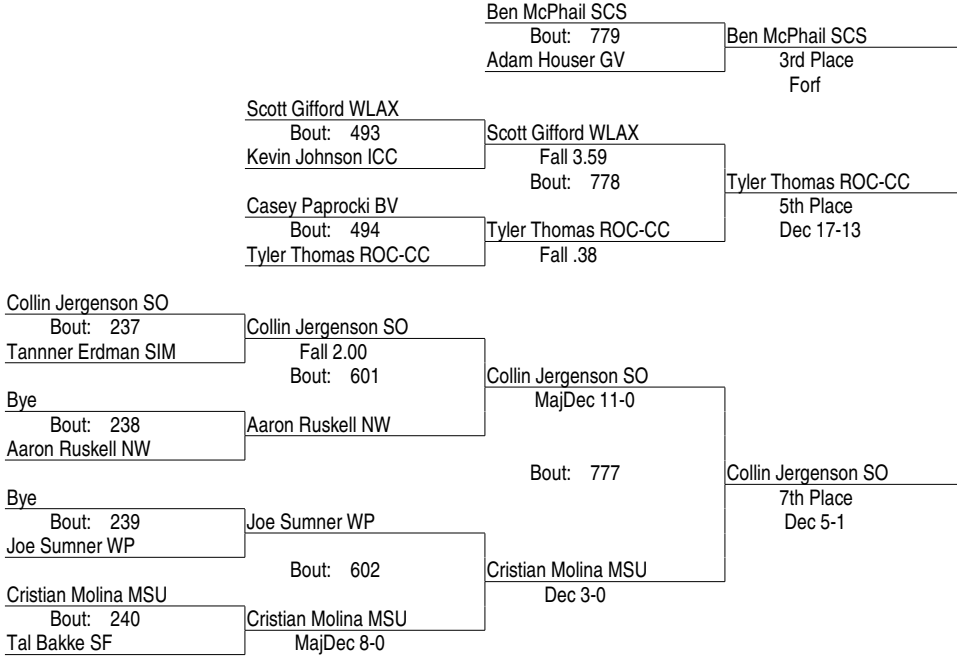 Ben McPhail SCS
Bout: 779
Adam Houser GV
Ben McPhail SCS
3rd Place
Forf
Scott Gifford WLAX
Bout: 493
Kevin Johnson ICC
Scott Gifford WLAX
Fall 3.59
Bout: 778
Casey Paprocki BV
Bout: 494
Tyler Thomas ROC-CC
Tyler Thomas ROC-CC
Fall .38
Tyler Thomas ROC-CC
5th Place
Dec 17-13
Collin Jergenson SO
Bout: 237
Tannner Erdman SIM
Collin Jergenson SO
Fall 2.00
Bout: 601
Bye
Bout: 238
Aaron Ruskell NW
Aaron Ruskell NW
Collin Jergenson SO
MajDec 11-0
Bout: 777
Bye
Bout: 239
Joe Sumner WP
Joe Sumner WP
Bout: 602
Cristian Molina MSU
Bout: 240
Tal Bakke SF
Cristian Molina MSU
MajDec 8-0
Cristian Molina MSU
Dec 3-0
Collin Jergenson SO
7th Place
Dec 5-1